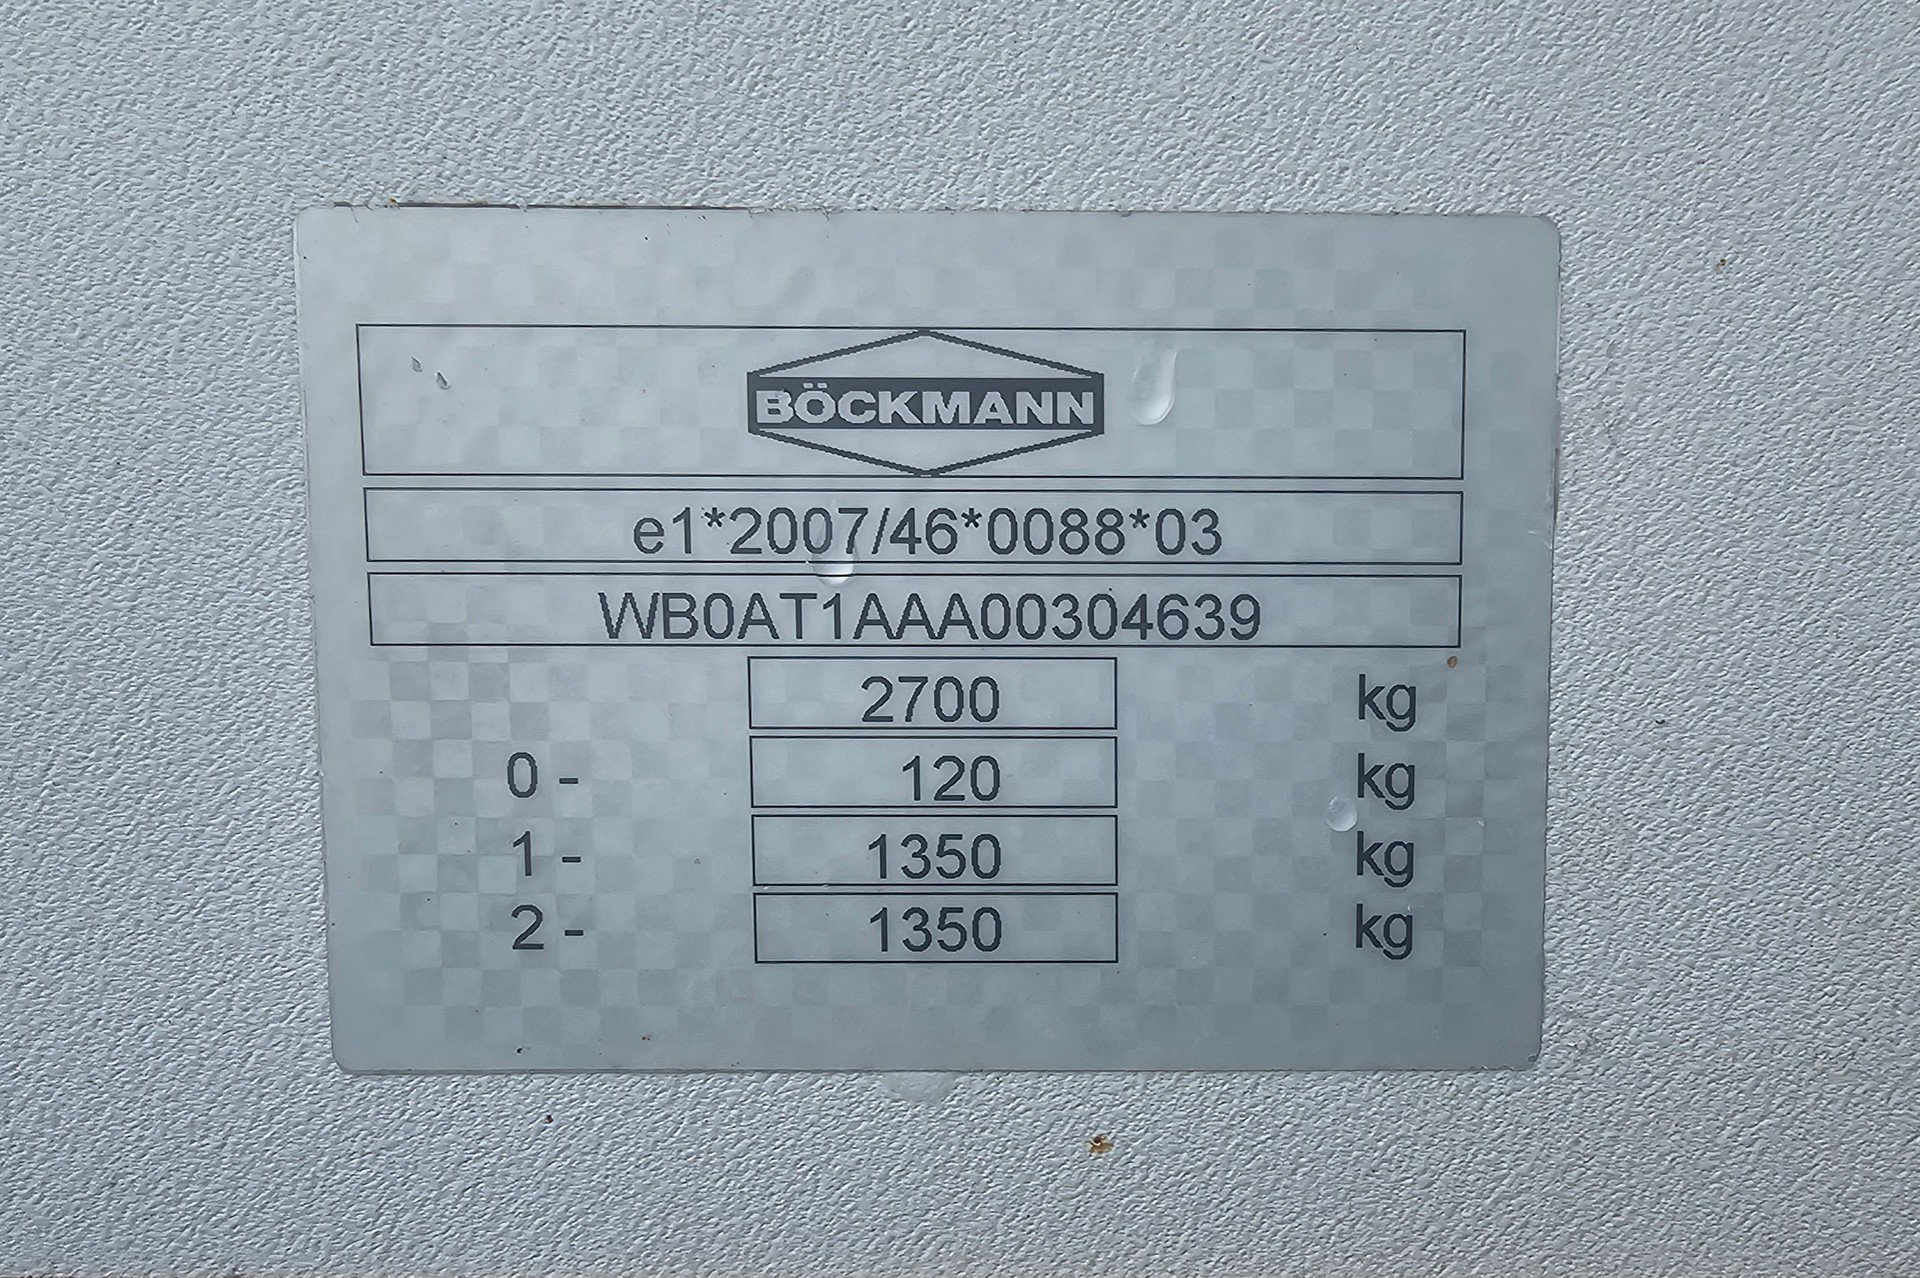 BÖCKMANN
e1*2007/46*0088*03
WB0AT1AAA00304639
2700 kg
0 - 120 kg
1 - 1350 kg
2 - 1350 kg